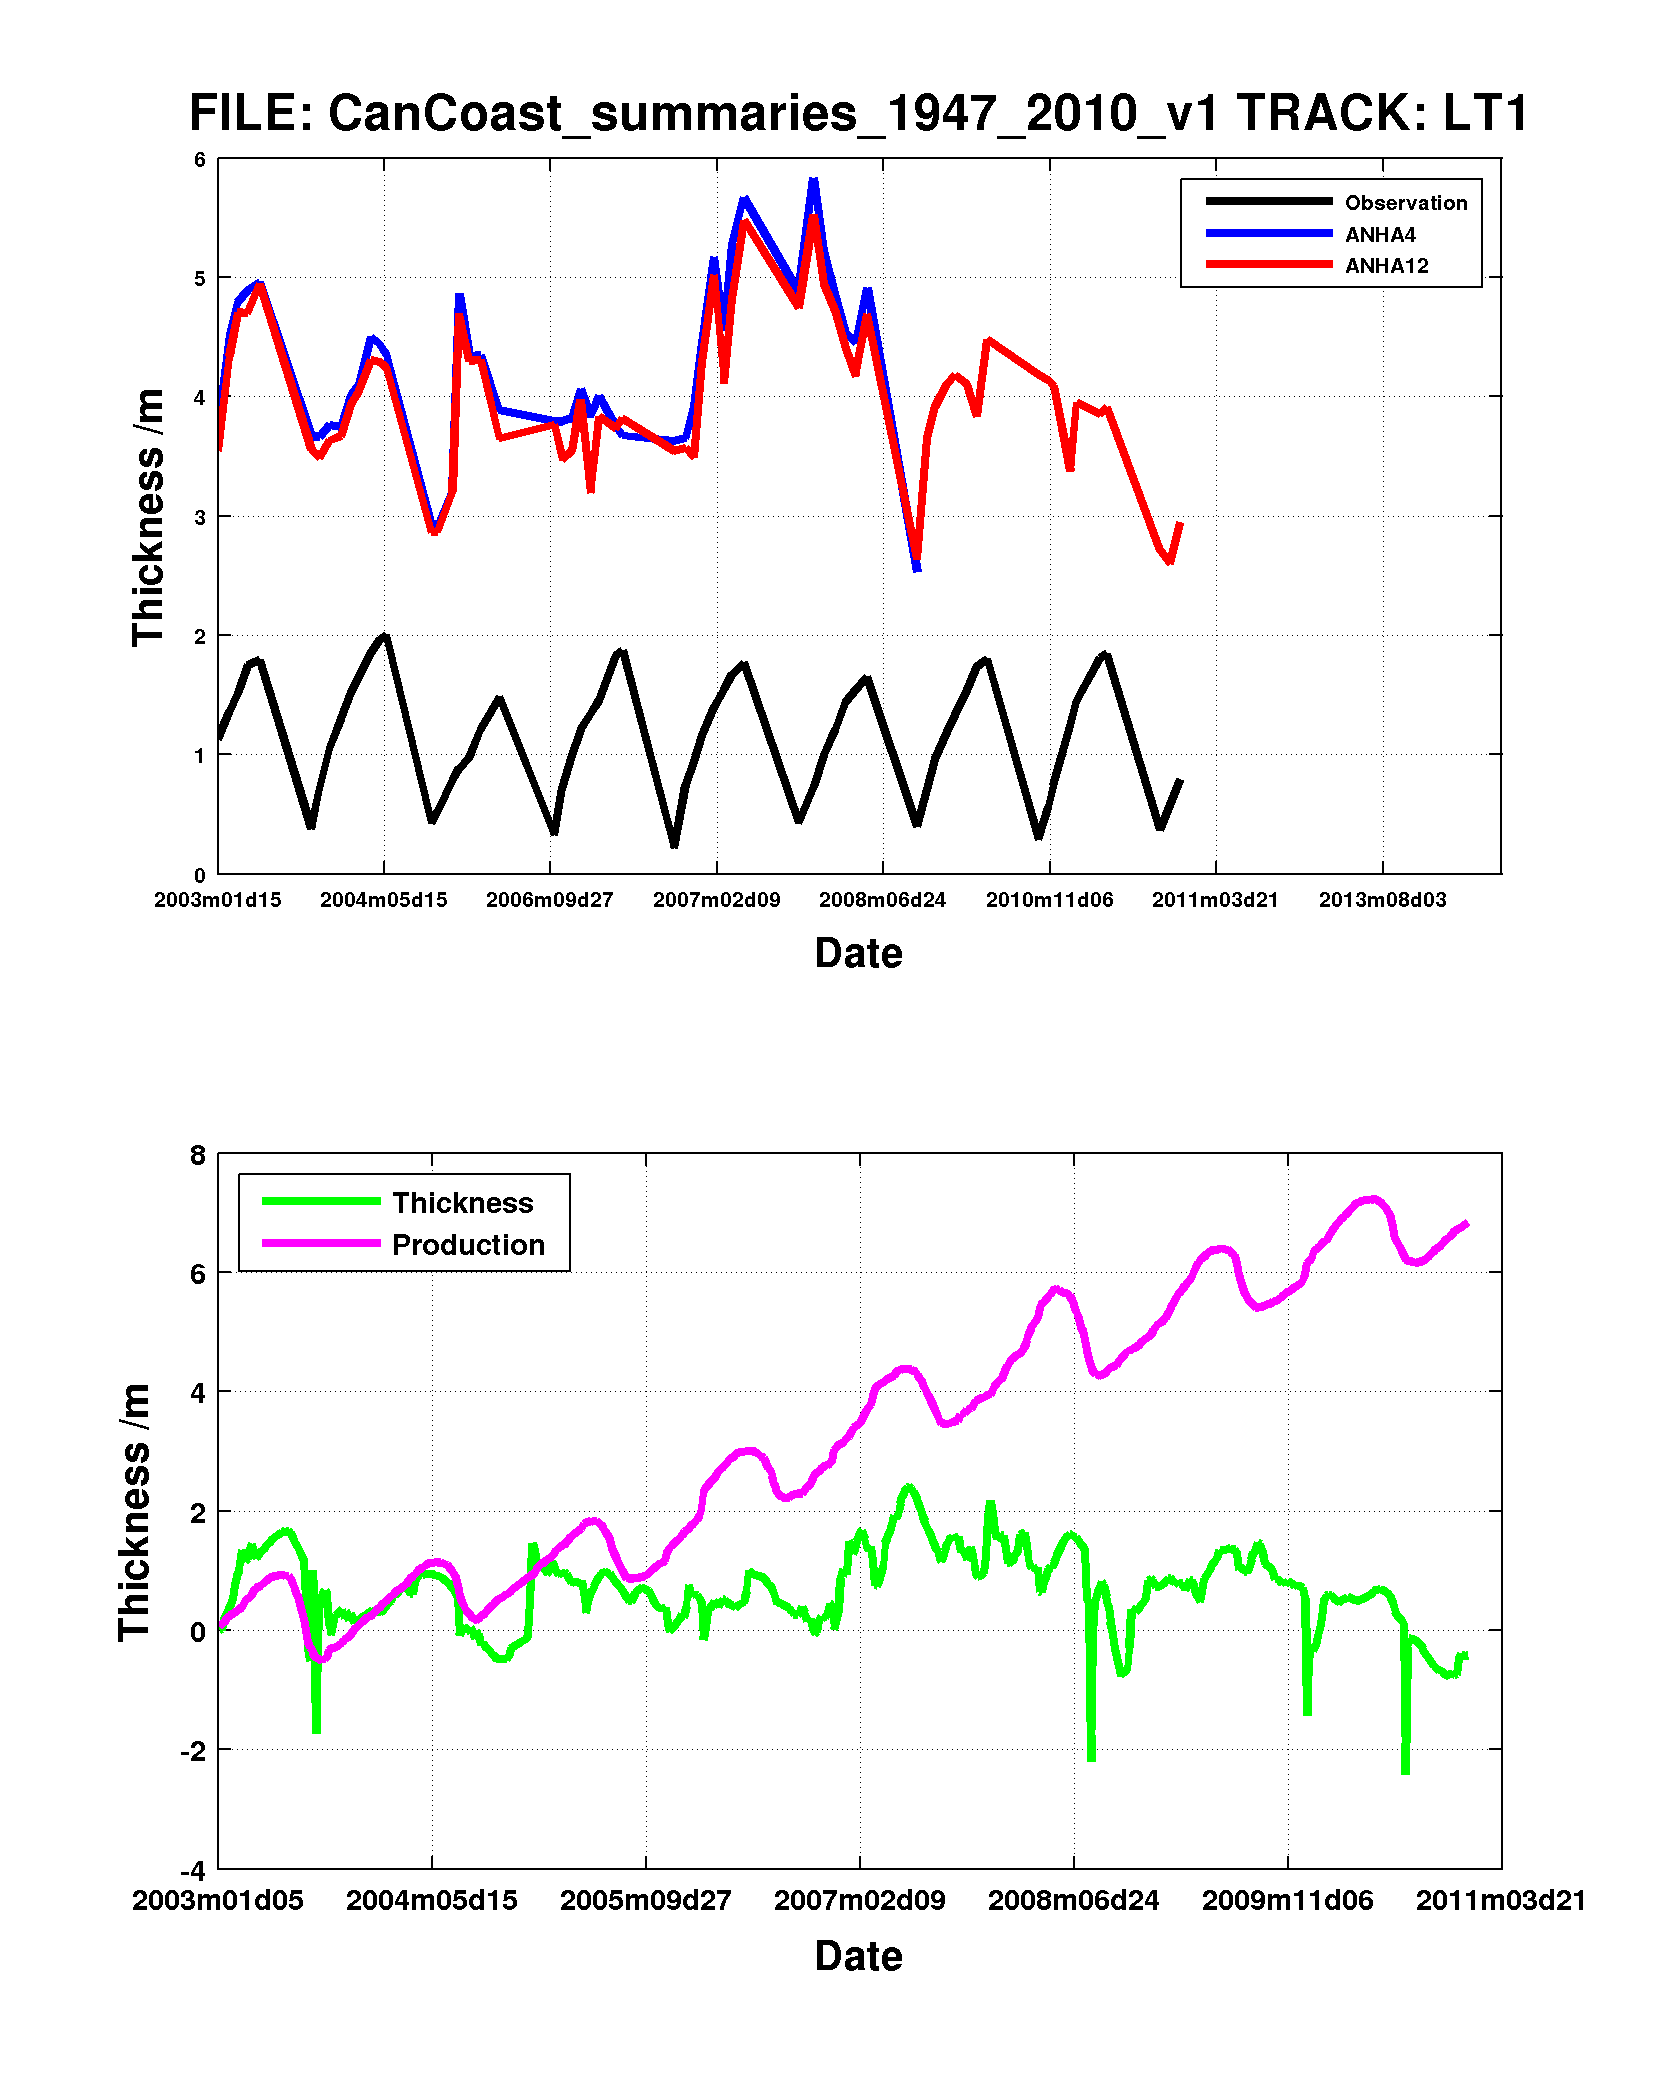 FILE: CanCoast_summaries_1947_2010_v1 TRACK: LT1
6
5
4
3
2
1
0
Thickness /m
Observation
ANHA4
ANHA12
2003m01d15 2004m05d15 2006m09d27 2007m02d09 2008m06d24 2010m11d06 2011m03d21 2013m08d03
Date
8
6
4
2
0
-2
-4
Thickness /m
Thickness
Production
2003m01d05 2004m05d15 2005m09d27 2007m02d09 2008m06d24 2009m11d06 2011m03d21
Date